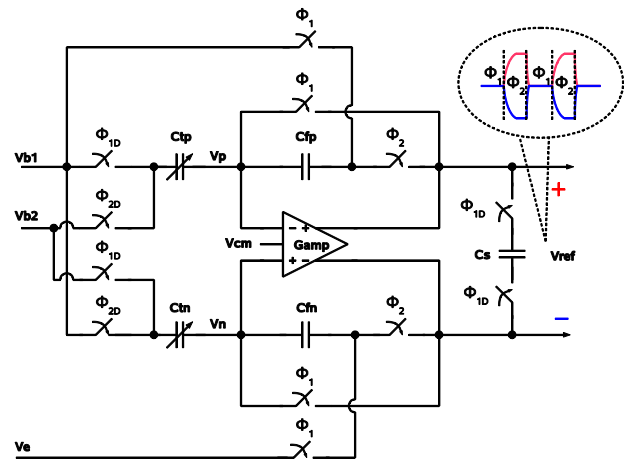 Φ1
Φ1
Φ1 Φ2 Φ1 Φ2
Φ1D
Ctp
Vp
Cfp
Φ2
Vb1
+
Φ2D
Φ1D
Vb2
− +
Vcm
Gamp
+ −
Cs
Vref
Φ1D
Φ1D
Φ2D
Ctn
Vn
Cfn
Φ2
−
Φ1
Φ1
Ve